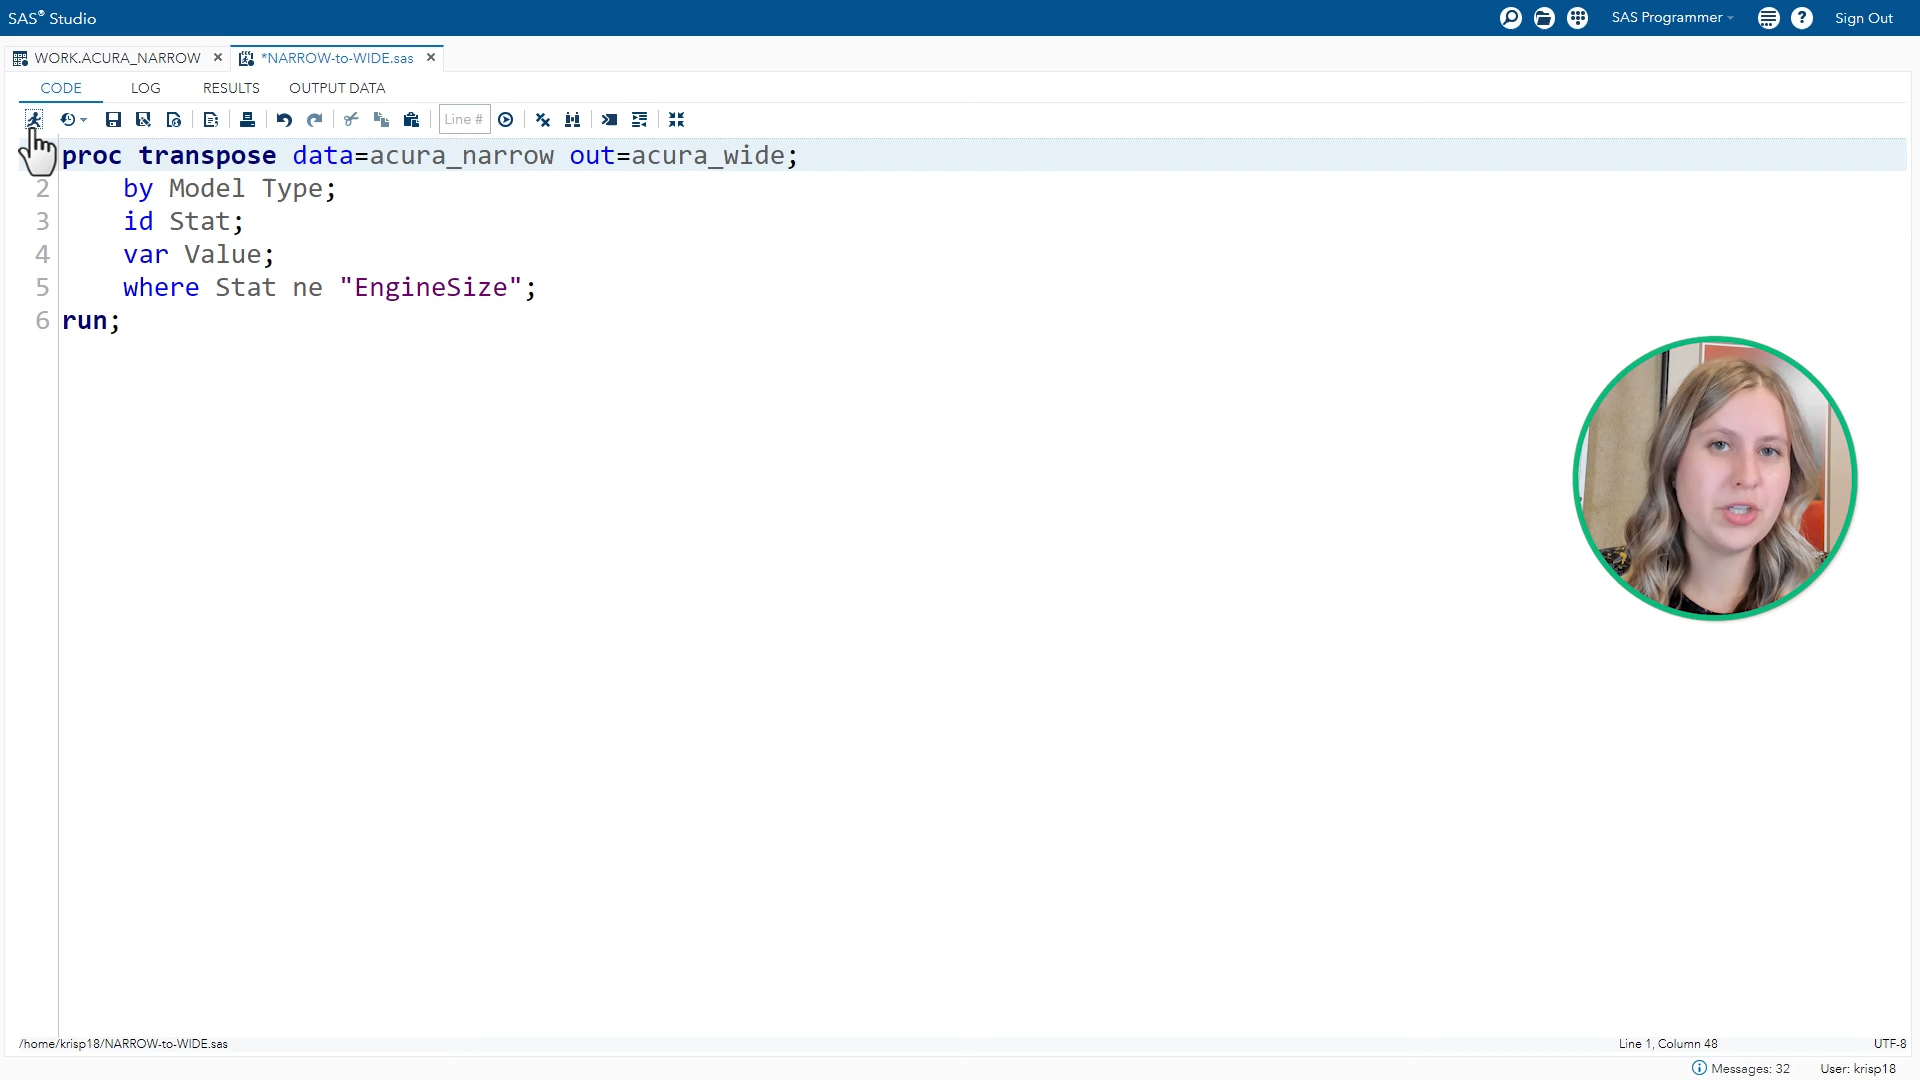 SAS® Studio
SAS Programmer
Sign Out
WORK.ACURA_NARROW
*NARROW-to-WIDE.sas
CODE
LOG
RESULTS
OUTPUT DATA
Line #
proc transpose data=acura_narrow out=acura_wide;
2 by Model Type;
3 id Stat;
4 var Value;
5 where Stat ne "EngineSize";
6 run;
/home/krisp18/NARROW-to-WIDE.sas
Line 1, Column 48
UTF-8
Messages: 32
User: krisp18